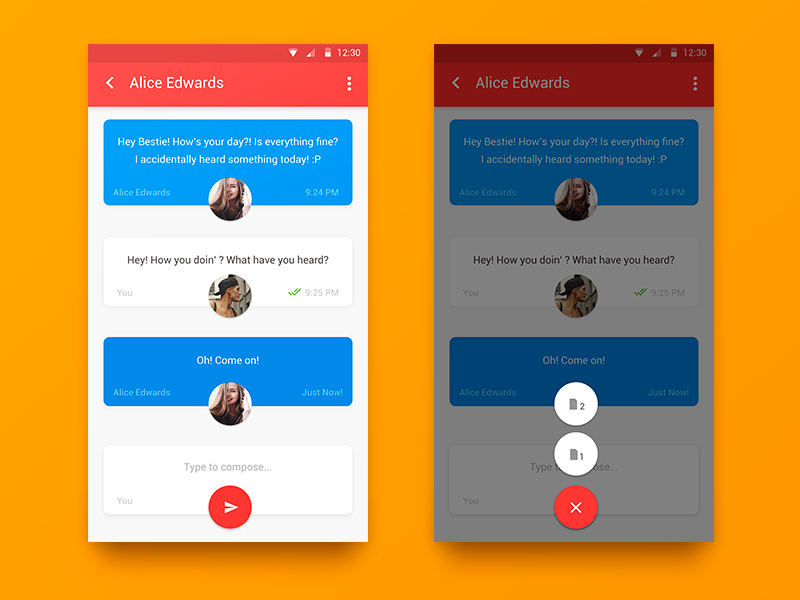 12:30
Alice Edwards
Hey Bestie! How's your day?! Is everything fine?
I accidentally heard something today! :P
Alice Edwards 9:24 PM
Hey! How you doin' ? What have you heard?
You 9:25 PM
Oh! Come on!
Alice Edwards Just Now!
Type to compose...
You
12:30
Alice Edwards
Hey Bestie! How's your day?! Is everything fine?
I accidentally heard something today! :P
Alice Edwards 9:24 PM
Hey! How you doin' ? What have you heard?
You 9:25 PM
Oh! Come on!
Alice Edwards Just Now!
2
1
Type se...
You